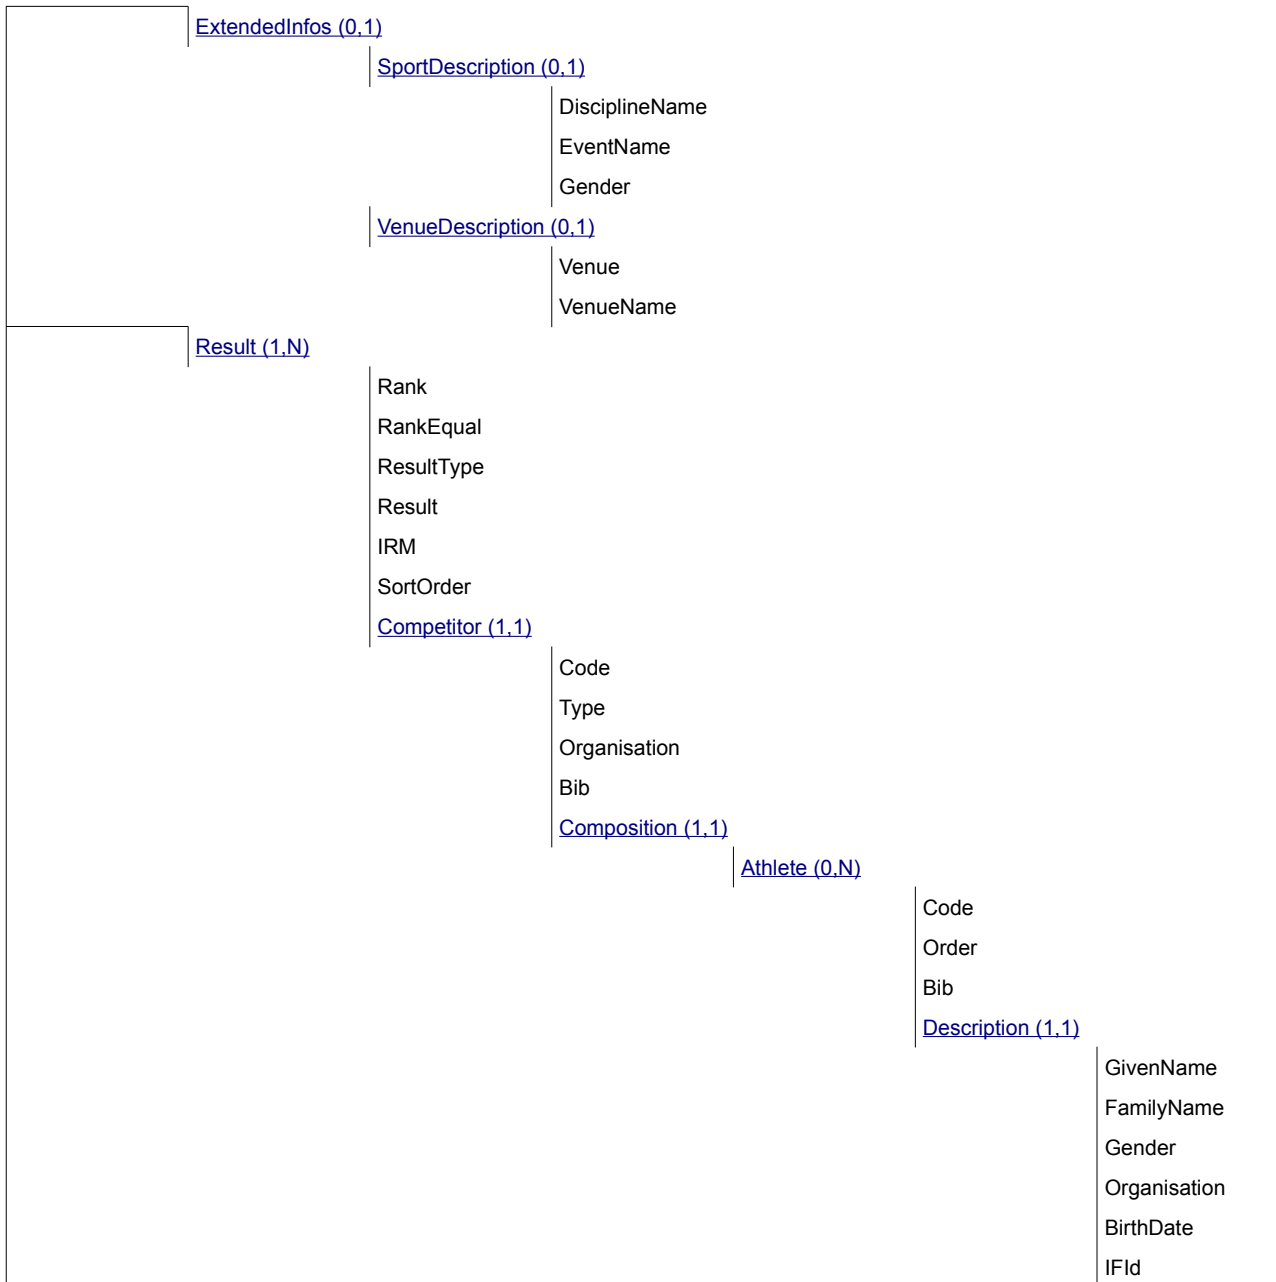 ExtendedInfos (0,1)
SportDescription (0,1)
DisciplineName
EventName
Gender
VenueDescription (0,1)
Venue
VenueName
Result (1,N)
Rank
RankEqual
ResultType
Result
IRM
SortOrder
Competitor (1,1)
Code
Type
Organisation
Bib
Composition (1,1)
Athlete (0,N)
Code
Order
Bib
Description (1,1)
GivenName
FamilyName
Gender
Organisation
BirthDate
IFId